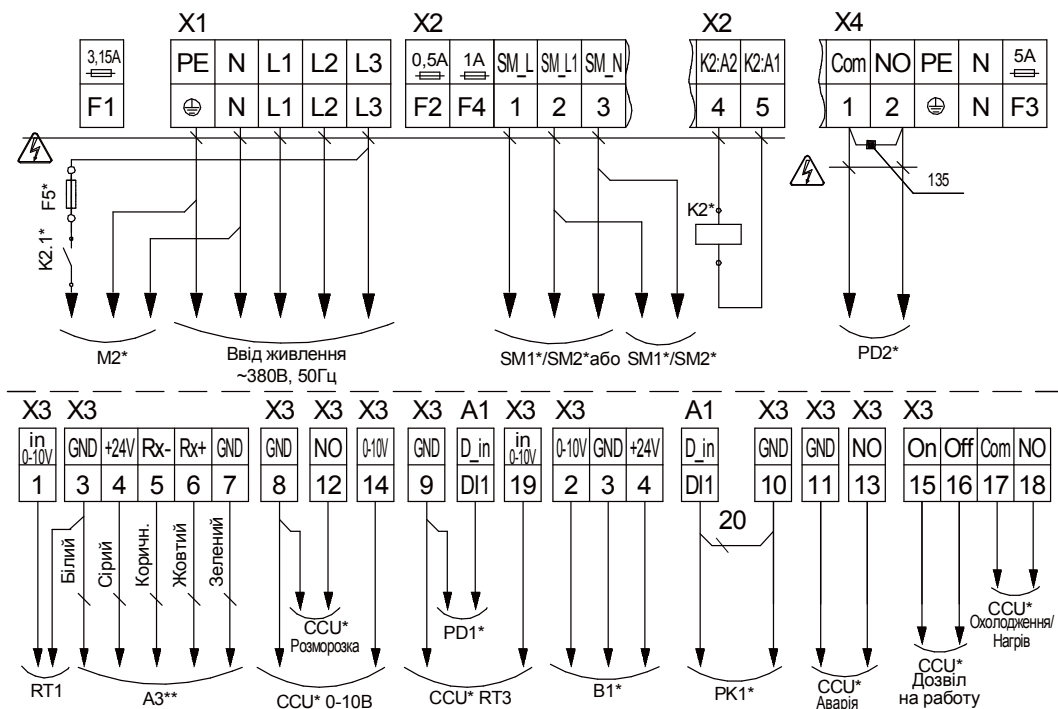 X1 X2 X2 X4
3,15A PE N L1 L2 L3 0,5A 1A SM_L SM_L1 SM_N K2:A2 K2:A1 Com NO PE N 5A
F1 N L1 L2 L3 F2 F4 1 2 3 4 5 1 2 N F3
F5*
K2.1*
K2*
135
M2*
Ввід живлення
~380В, 50Гц
SM1*/SM2*або SM1*/SM2*
PD2*
X3 X3 X3 X3 X3 X3 A1 X3 X3 A1 X3 X3 X3 X3
in 0-10V GND +24V Rx- Rx+ GND GND NO 0-10V GND D_in in 0-10V 0-10V GND +24V D_in GND GND NO On Off Com NO
1 3 4 5 6 7 8 12 14 9 DI1 19 2 3 4 DI1 10 11 13 15 16 17 18
20
Білий
Сірий
Коричн.
Жовтий
Зелений
CCU*
Розморозка
PD1*
CCU*
Охолодження/
Нагрів
RT1
A3**
CCU* 0-10В
CCU* RT3
B1*
PK1*
CCU*
Аварія
CCU*
Дозвіл
на работу